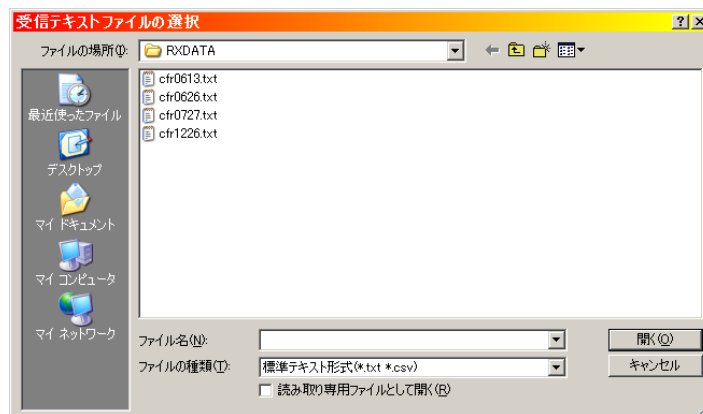 受信テキストファイルの選択
ファイルの場所(I):
RXDATA
最近使ったファイル
デスクトップ
マイ ドキュメント
マイ コンピュータ
マイ ネットワーク
cfr0613.txt
cfr0626.txt
cfr0727.txt
cfr1226.txt
ファイル名(N):
開く(O)
ファイルの種類(T):
標準テキスト形式(*.txt *.csv)
キャンセル
読み取り専用ファイルとして開く(R)